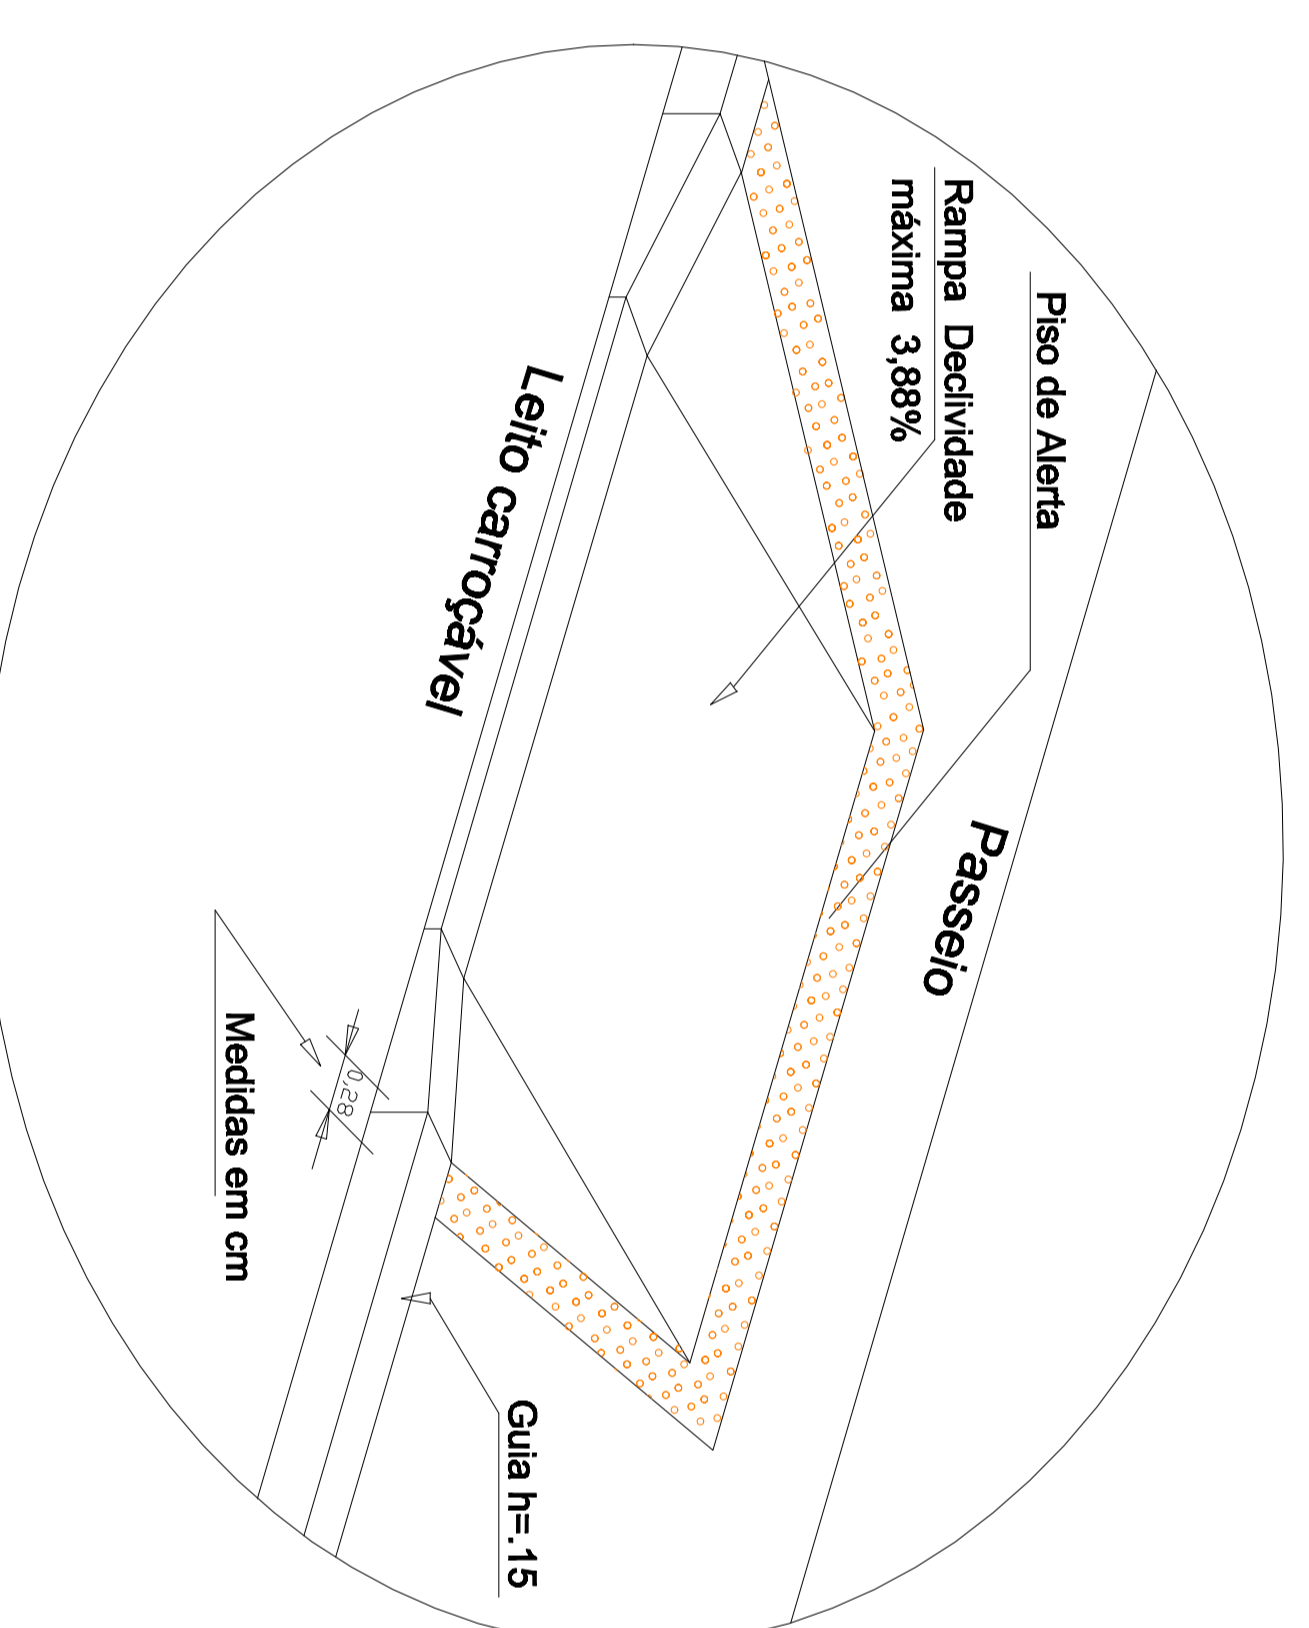 Piso de Alerta
Rampa Declividade
máxima 3,88%
Passeio
Leito carroçável
0,28
Medidas em cm
Guia h=.15